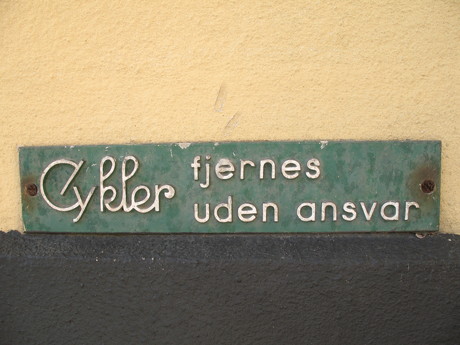 Cykler fjernes
uden ansvar